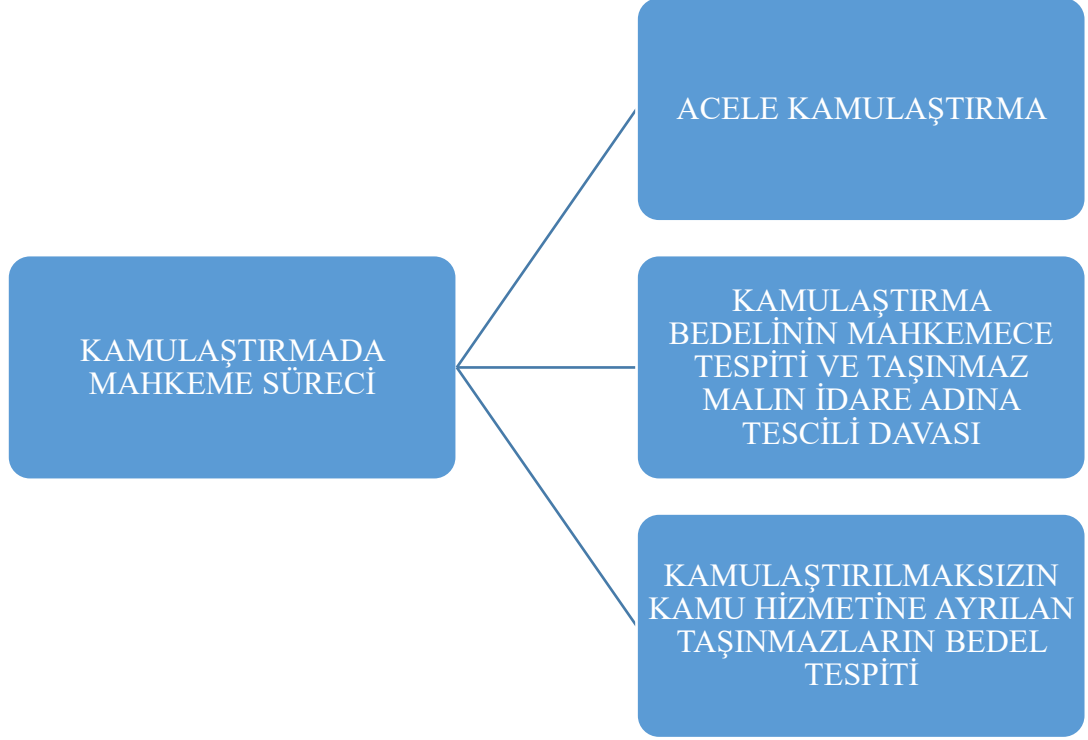 KAMULAŞTIRMADA
MAHKEME SÜRECİ
ACELE KAMULAŞTIRMA
KAMULAŞTIRMA
BEDELİNİN MAHKEMECE
TESPİTİ VE TAŞINMAZ
MALIN İDARE ADINA
TESCİLİ DAVASI
KAMULAŞTIRILMAKSIZIN
KAMU HİZMETİNE AYRILAN
TAŞINMAZLARIN BEDEL
TESPİTİ